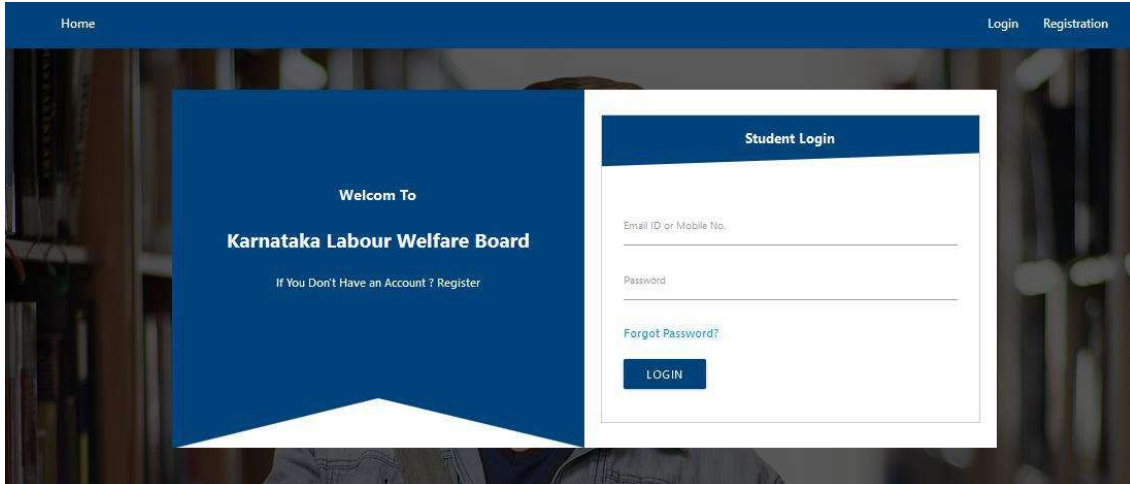 Home
Login
Registration
Welcom To
Karnataka Labour Welfare Board
If You Don't Have an Account ? Register
Student Login
Email ID or Mobile No.
Password
Forgot Password?
LOGIN